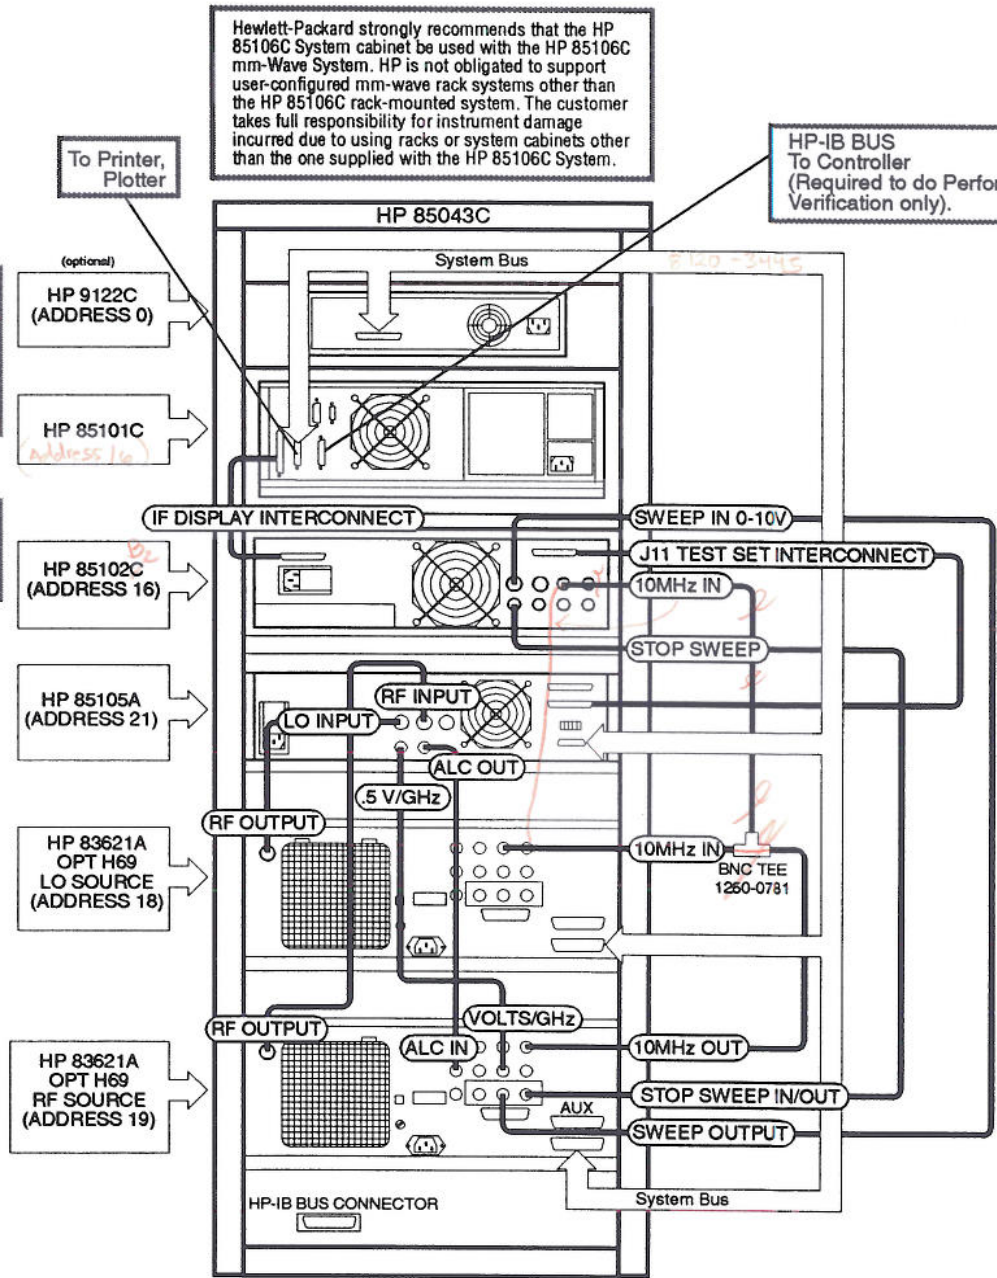 Hewlett-Packard strongly recommends that the HP
85106C System cabinet be used with the HP 85106C
mm-Wave System. HP is not obligated to support
user-configured mm-wave rack systems other than
the HP 85106C rack-mounted system. The customer
takes full responsibility for instrument damage
incurred due to using racks or system cabinets other
than the one supplied with the HP 85106C System.
To Printer,
Plotter
HP-IB BUS
To Controller
(Required to do Perfor
Verification only).
HP 85043C
System Bus
8120-3445
(optional)
HP 9122C
(ADDRESS 0)
HP 85101C
(Address 16)
IF DISPLAY INTERCONNECT
SWEEP IN 0-10V
J11 TEST SET INTERCONNECT
HP 85102C
(ADDRESS 16)
10MHz IN
STOP SWEEP
HP 85105A
(ADDRESS 21)
RF INPUT
LO INPUT
ALC OUT
.5 V/GHz
RF OUTPUT
HP 83621A
OPT H69
LO SOURCE
(ADDRESS 18)
10MHz IN
BNC TEE
1250-0781
RF OUTPUT
VOLTS/GHz
ALC IN
10MHz OUT
HP 83621A
OPT H69
RF SOURCE
(ADDRESS 19)
STOP SWEEP IN/OUT
AUX
SWEEP OUTPUT
HP-IB BUS CONNECTOR
System Bus